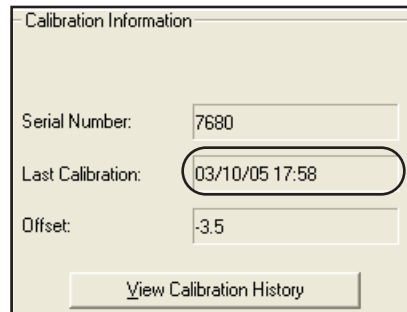 Calibration Information
Serial Number: 7680
Last Calibration: 03/10/05 17:58
Offset: -3.5
View Calibration History